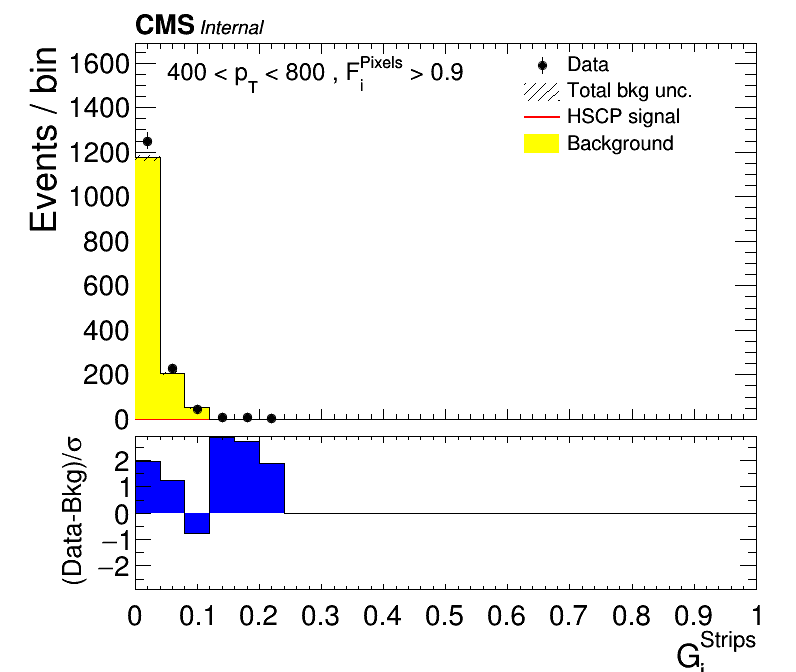 CMS Internal
400 < p_T < 800 , F_i^Pixels > 0.9
Data
Total bkg unc.
HSCP signal
Background
Events / bin
1600
1400
1200
1000
800
600
400
200
0
(Data-Bkg)/σ
2
1
0
−1
−2
0 0.1 0.2 0.3 0.4 0.5 0.6 0.7 0.8 0.9 1
G_i^Strips